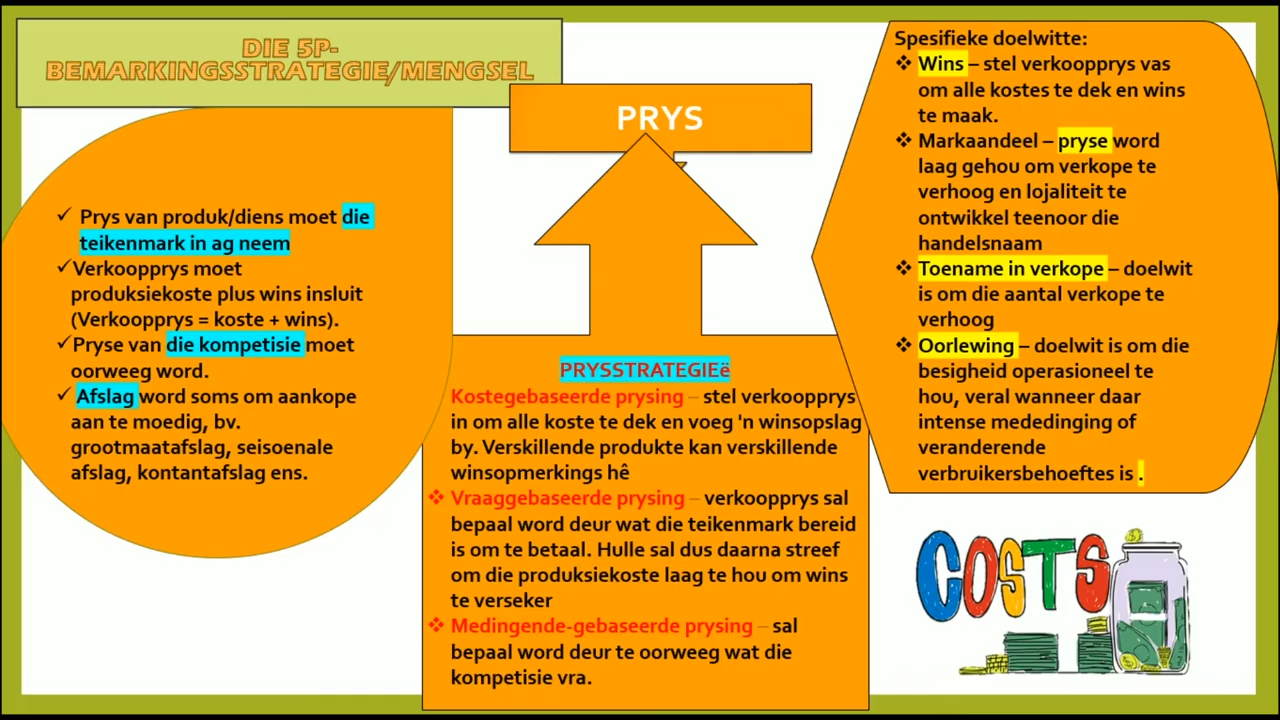 DIE 5P-
BEMARKINGSSTRATEGIE/MENGSEL
PRYS
✓ Prys van produk/diens moet die
teikenmark in ag neem
✓Verkoopprys moet
produksiekoste plus wins insluit
(Verkoopprys = koste + wins).
✓Pryse van die kompetisie moet
oorweeg word.
✓ Afslag word soms om aankope
aan te moedig, bv.
grootmaatafslag, seisoenale
afslag, kontantafslag ens.
PRYSSTRATEGIEë
Kostegebaseerde prysing – stel verkoopprys
in om alle koste te dek en voeg 'n winsopslag
by. Verskillende produkte kan verskillende
winsopmerkings hê
❖ Vraaggebaseerde prysing – verkoopprys sal
bepaal word deur wat die teikenmark bereid
is om te betaal. Hulle sal dus daarna streef
om die produksiekoste laag te hou om wins
te verseker
❖ Medingende-gebaseerde prysing – sal
bepaal word deur te oorweeg wat die
kompetisie vra.
Spesifieke doelwitte:
❖ Wins – stel verkoopprys vas
om alle kostes te dek en wins
te maak.
❖ Markaandeel – pryse word
laag gehou om verkope te
verhoog en lojaliteit te
ontwikkel teenoor die
handelsnaam
❖ Toename in verkope – doelwit
is om die aantal verkope te
verhoog
❖ Oorlewing – doelwit is om die
besigheid operasioneel te
hou, veral wanneer daar
intense mededinging of
veranderende
verbruikersbehoeftes is .
COSTS